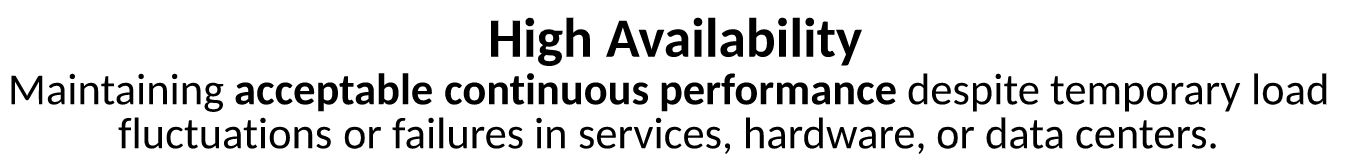 High Availability
Maintaining acceptable continuous performance despite temporary load
fluctuations or failures in services, hardware, or data centers.